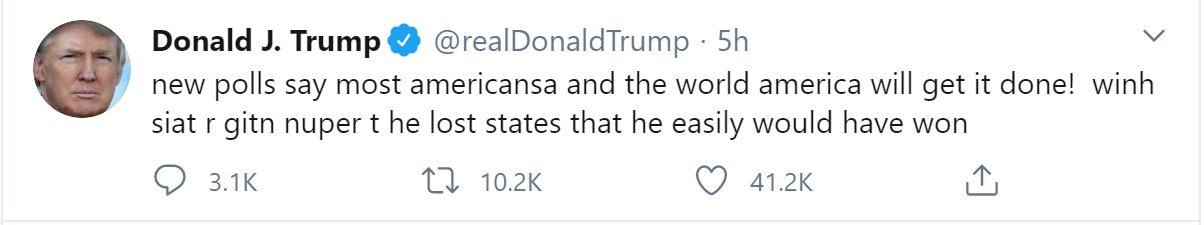 Donald J. Trump @realDonaldTrump · 5h
new polls say most americansa and the world america will get it done!  winh
siat r gitn nuper t he lost states that he easily would have won
3.1K 10.2K 41.2K